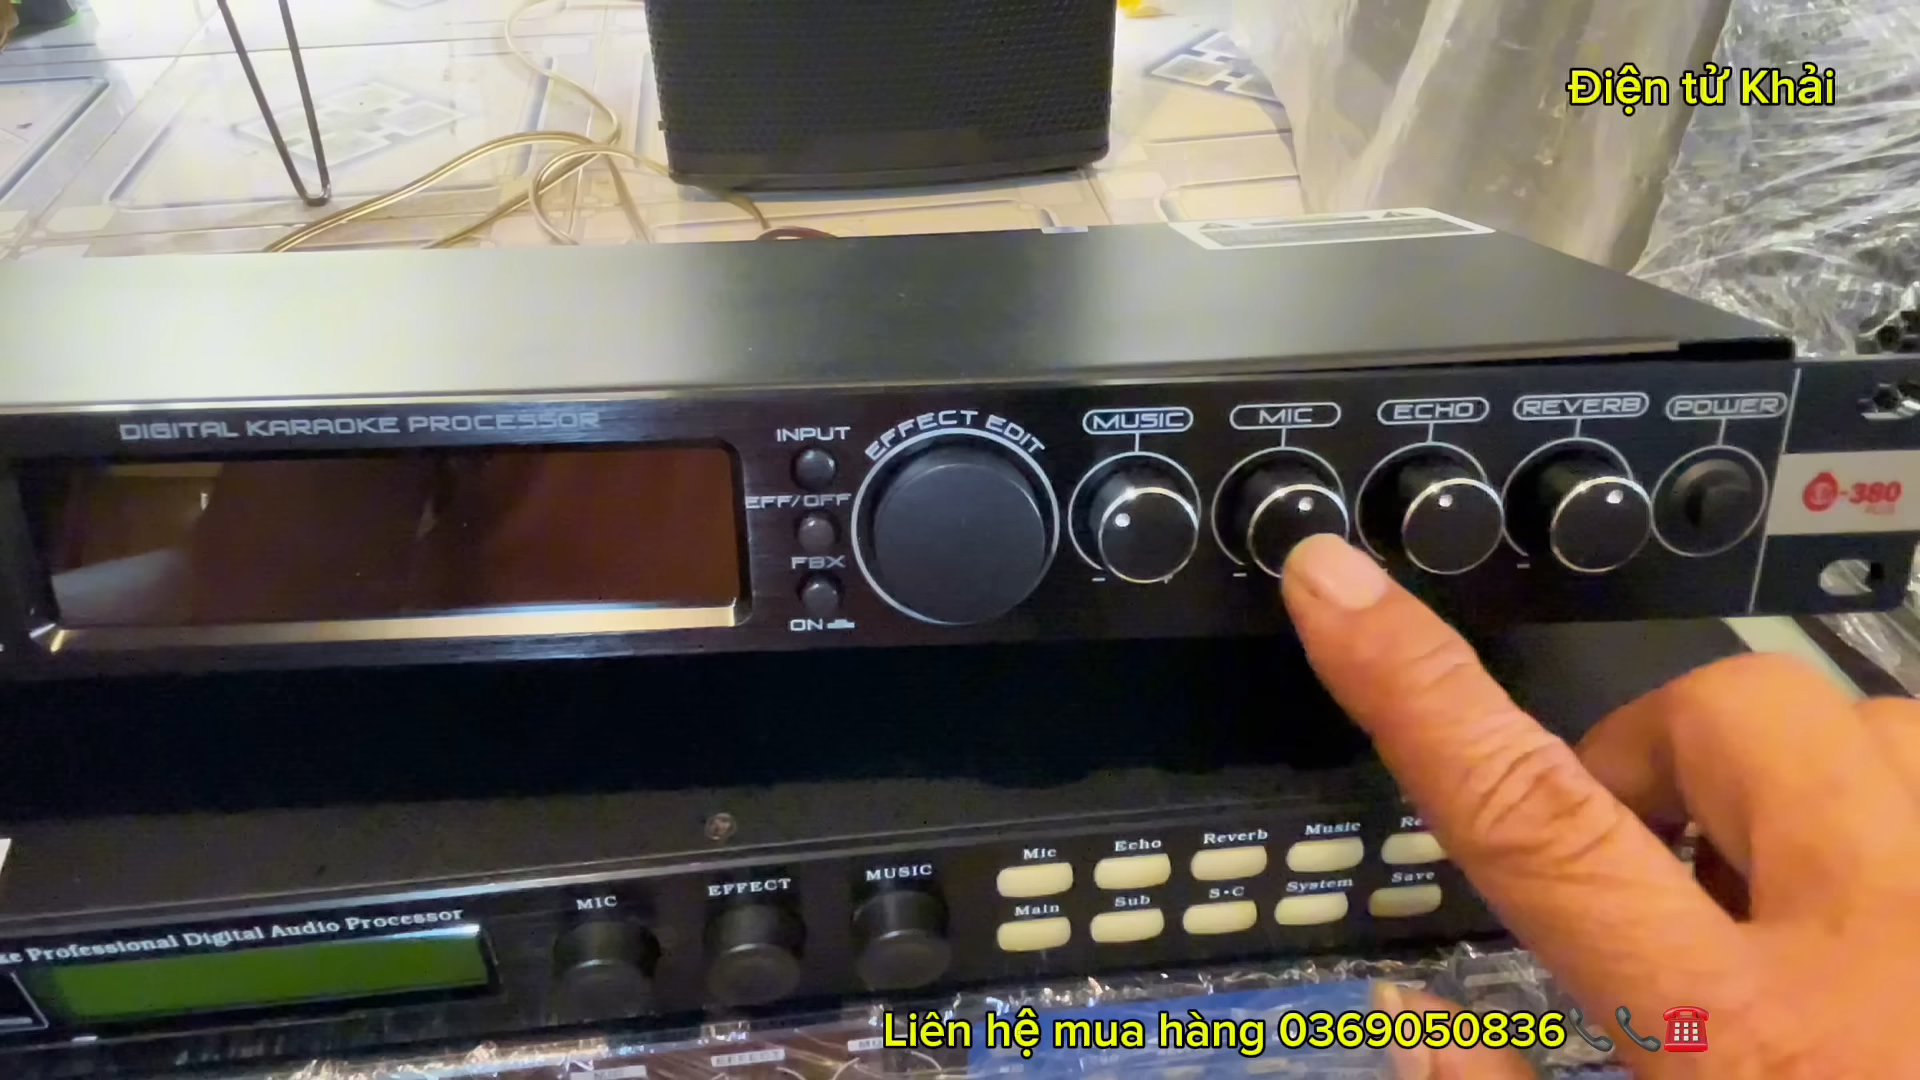 Điện tử Khải
DIGITAL KARAOKE PROCESSOR
INPUT
EFF/OFF
FBX
ON
EFFECT EDIT
MUSIC
MIC
ECHO
REVERB
POWER
-380
Professional Digital Audio Processor
MIC
EFFECT
MUSIC
Mic
Echo
Reverb
Music
Main
Sub
S·C
System
Save
EFFECT
Liên hệ mua hàng 0369050836📞📞☎️